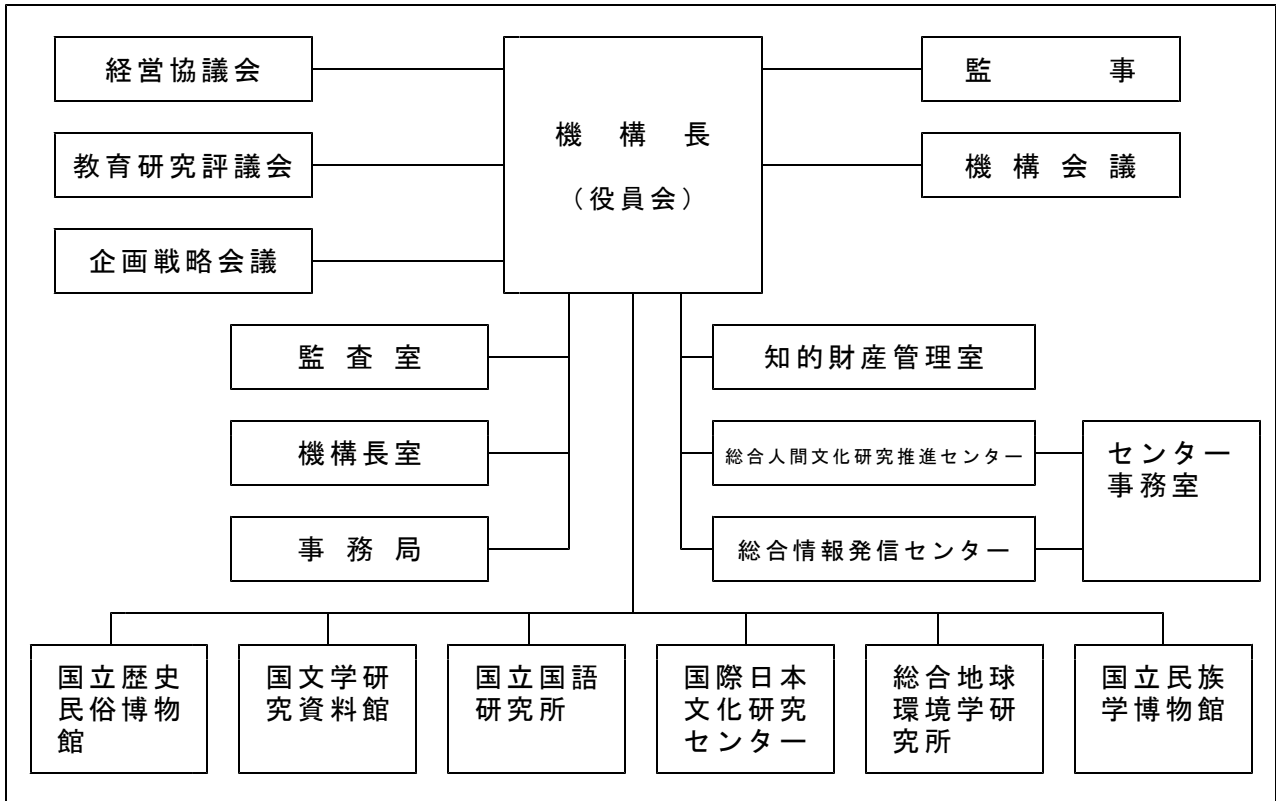 経営協議会
機構長
(役員会)
監事
教育研究評議会
機構会議
企画戦略会議
監査室
知的財産管理室
機構長室
総合人間文化研究推進センター
センター
事務室
事務局
総合情報発信センター
国立歴史
民俗博物
館
国文学研
究資料館
国立国語
研究所
国際日本
文化研究
センター
総合地球
環境学研
究所
国立民族
学博物館